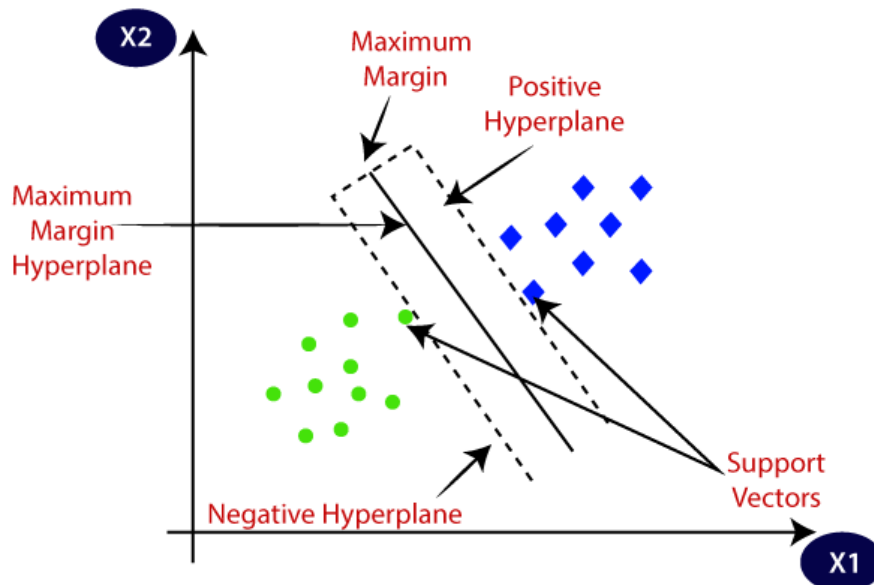 X2
Maximum
Margin
Positive
Hyperplane
Maximum
Margin
Hyperplane
Support
Vectors
Negative Hyperplane
X1